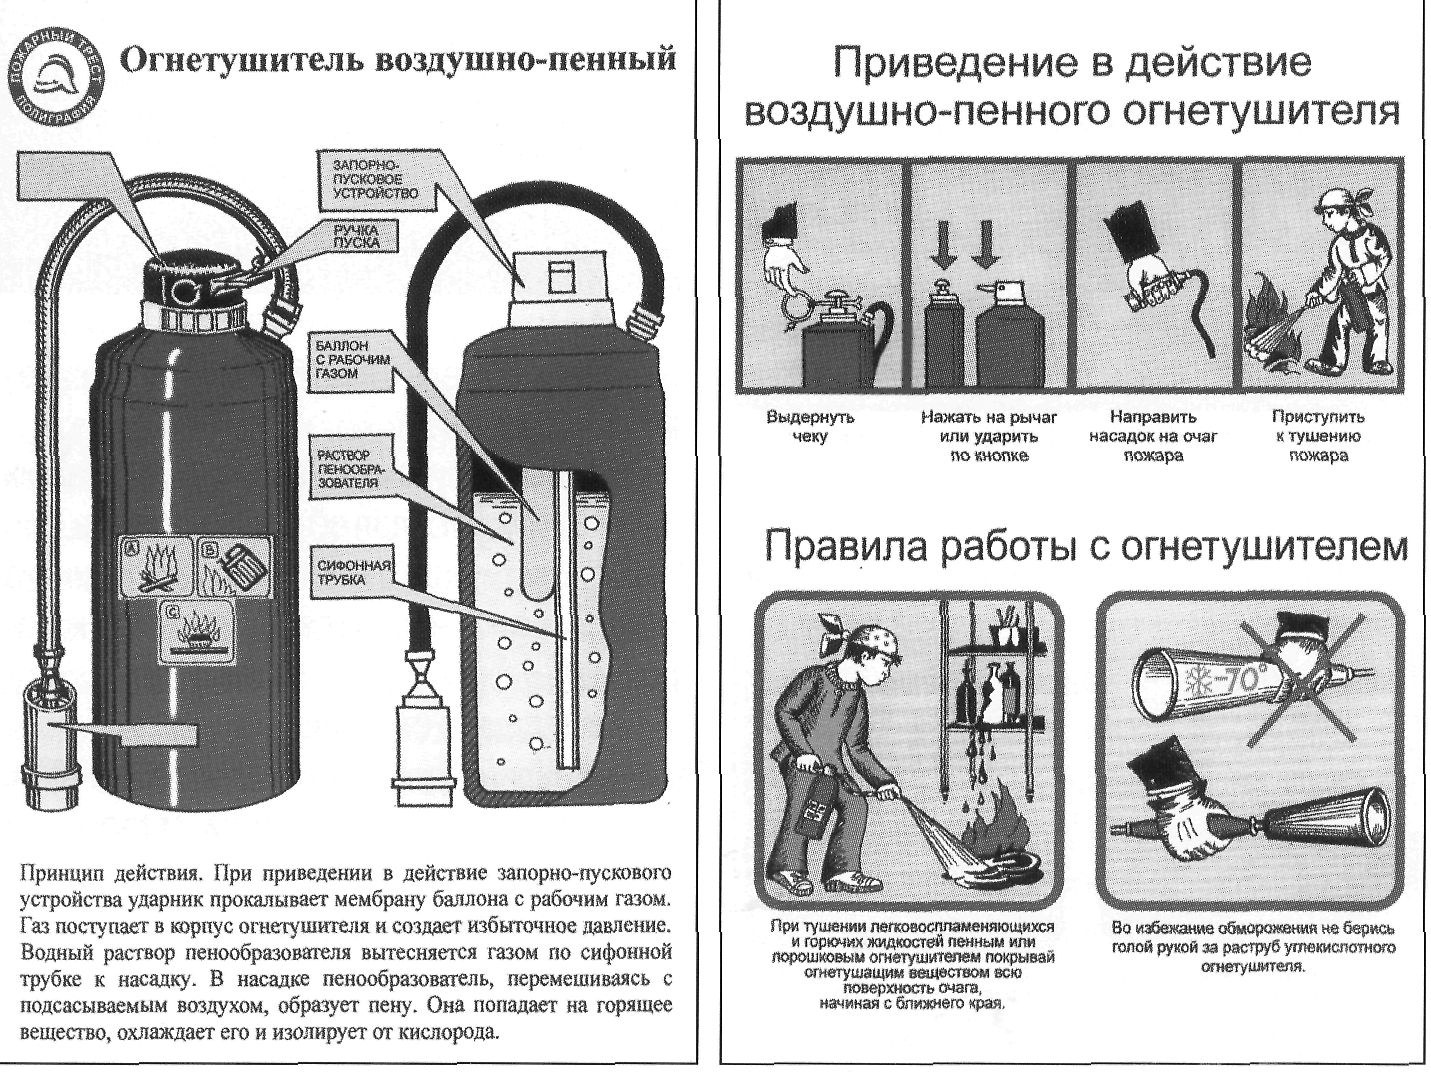 ПОЖАРНЫЙ ТРЕСТ
ПОЛИГРАФИЯ
Огнетушитель воздушно-пенный
ЗАПОРНО-
ПУСКОВОЕ
УСТРОЙСТВО
РУЧКА
ПУСКА
БАЛЛОН
С РАБОЧИМ
ГАЗОМ
РАСТВОР
ПЕНООБРА-
ЗОВАТЕЛЯ
СИФОННАЯ
ТРУБКА
A
B
C
Принцип действия. При приведении в действие запорно-пускового
устройства ударник прокалывает мембрану баллона с рабочим газом.
Газ поступает в корпус огнетушителя и создает избыточное давление.
Водный раствор пенообразователя вытесняется газом по сифонной
трубке к насадку. В насадке пенообразователь, перемешиваясь с
подсасываемым воздухом, образует пену. Она попадает на горящее
вещество, охлаждает его и изолирует от кислорода.
Приведение в действие
воздушно-пенного огнетушителя
Выдернуть
чеку
Нажать на рычаг
или ударить
по кнопке
Направить
насадок на очаг
пожара
Приступить
к тушению
пожара
Правила работы с огнетушителем
-70°
При тушении легковоспламеняющихся
и горючих жидкостей пенным или
порошковым огнетушителем покрывай
огнетушащим веществом всю
поверхность очага,
начиная с ближнего края.
Во избежание обморожения не берись
голой рукой за раструб углекислотного
огнетушителя.